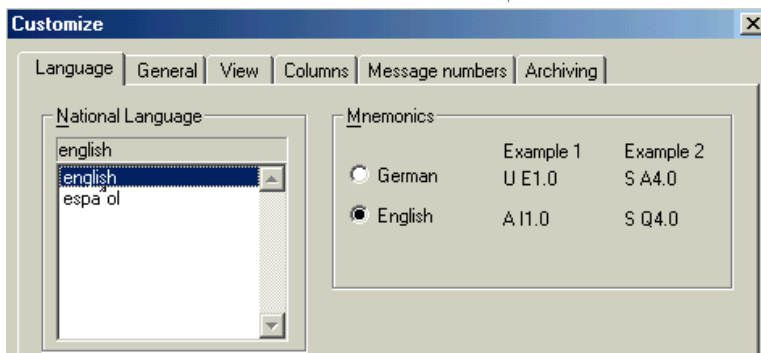 Customize
Language General View Columns Message numbers Archiving
National Language
english
english
espa ol
Mnemonics
Example 1 Example 2
German U E1.0 S A4.0
English A I1.0 S Q4.0